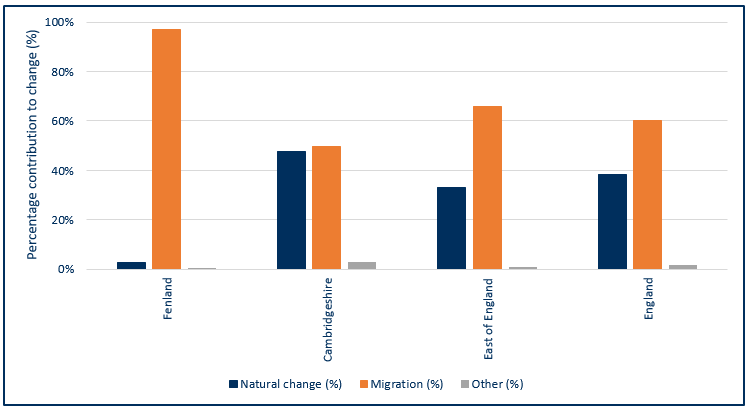 Percentage contribution to change (%)
100%
80%
60%
40%
20%
0%
Fenland
Cambridgeshire
East of England
England
Natural change (%)
Migration (%)
Other (%)